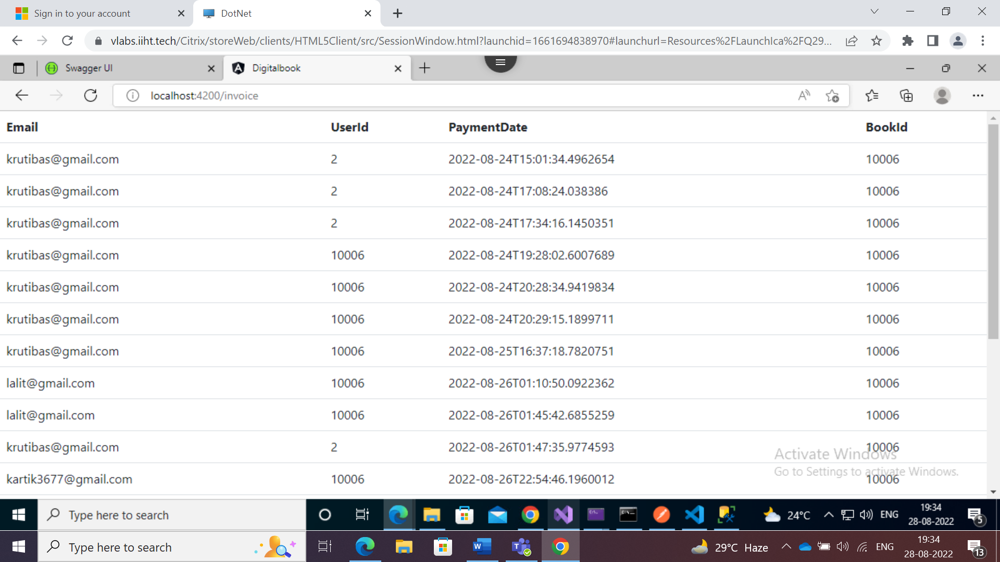 Sign in to your account
DotNet
vlabs.iiht.tech/Citrix/storeWeb/clients/HTML5Client/src/SessionWindow.html?launchid=1661694838970#launchurl=Resources%2FLaunchIca%2FQ29...
Swagger UI
Digitalbook
localhost:4200/invoice
Email UserId PaymentDate BookId
krutibas@gmail.com 2 2022-08-24T15:01:34.4962654 10006
krutibas@gmail.com 2 2022-08-24T17:08:24.038386 10006
krutibas@gmail.com 2 2022-08-24T17:34:16.1450351 10006
krutibas@gmail.com 10006 2022-08-24T19:28:02.6007689 10006
krutibas@gmail.com 10006 2022-08-24T20:28:34.9419834 10006
krutibas@gmail.com 10006 2022-08-24T20:29:15.1899711 10006
krutibas@gmail.com 10006 2022-08-25T16:37:18.7820751 10006
lalit@gmail.com 10006 2022-08-26T01:10:50.0922362 10006
lalit@gmail.com 10006 2022-08-26T01:45:42.6855259 10006
krutibas@gmail.com 2 2022-08-26T01:47:35.9774593 10006
Activate Windows
Go to Settings to activate Windows.
kartik3677@gmail.com 10006 2022-08-26T22:54:46.1960012 10006
Type here to search
24°C
ENG
19:34
28-08-2022
5
Type here to search
29°C Haze
ENG
19:34
28-08-2022
13